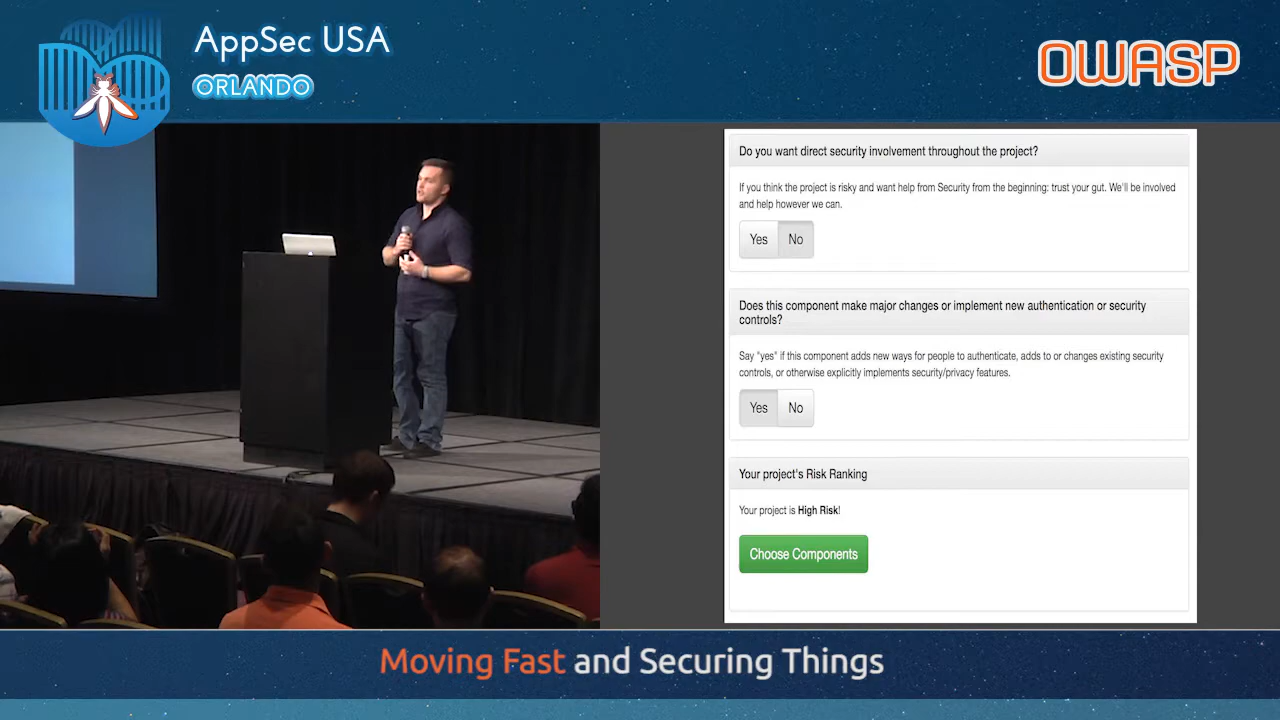 AppSec USA
ORLANDO
OWASP
Do you want direct security involvement throughout the project?
If you think the project is risky and want help from Security from the beginning: trust your gut. We'll be involved
and help however we can.
Yes No
Does this component make major changes or implement new authentication or security
controls?
Say "yes" if this component adds new ways for people to authenticate, adds to or changes existing security
controls, or otherwise explicitly implements security/privacy features.
Yes No
Your project's Risk Ranking
Your project is High Risk!
Choose Components
Moving Fast and Securing Things